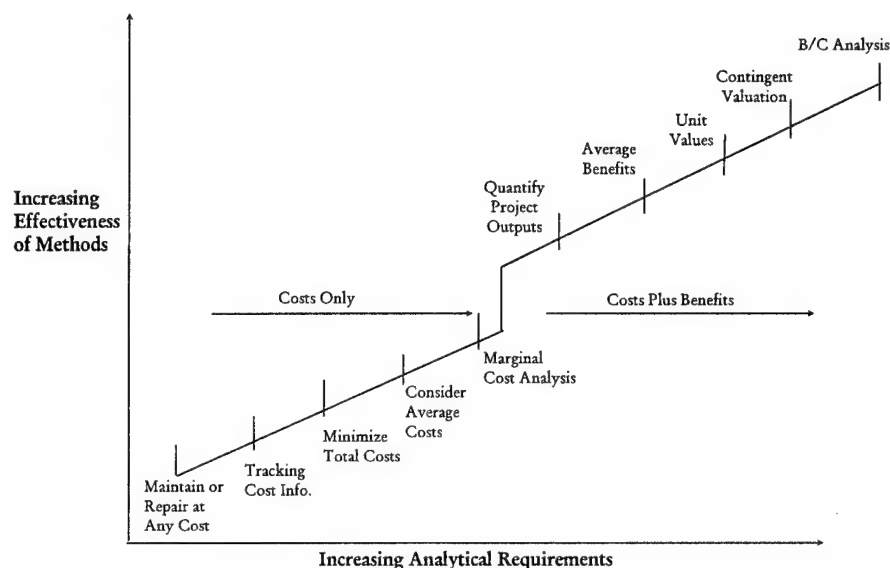 B/C Analysis
Contingent
Valuation
Unit
Values
Average
Benefits
Quantify
Project
Outputs
Increasing
Effectiveness
of Methods
Costs Only
Costs Plus Benefits
Marginal
Cost Analysis
Consider
Average
Costs
Minimize
Total Costs
Tracking
Cost Info.
Maintain or
Repair at
Any Cost
Increasing Analytical Requirements